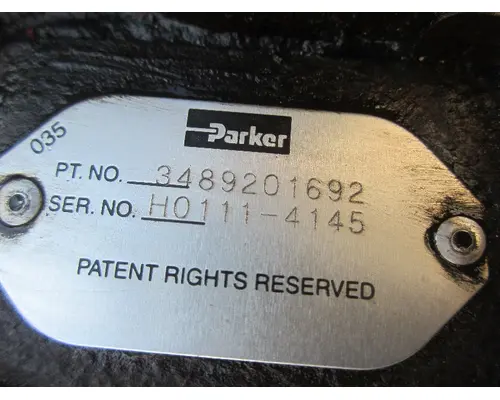 035
Parker
PT. NO. 3489201692
SER. NO. H0111-4145
PATENT RIGHTS RESERVED